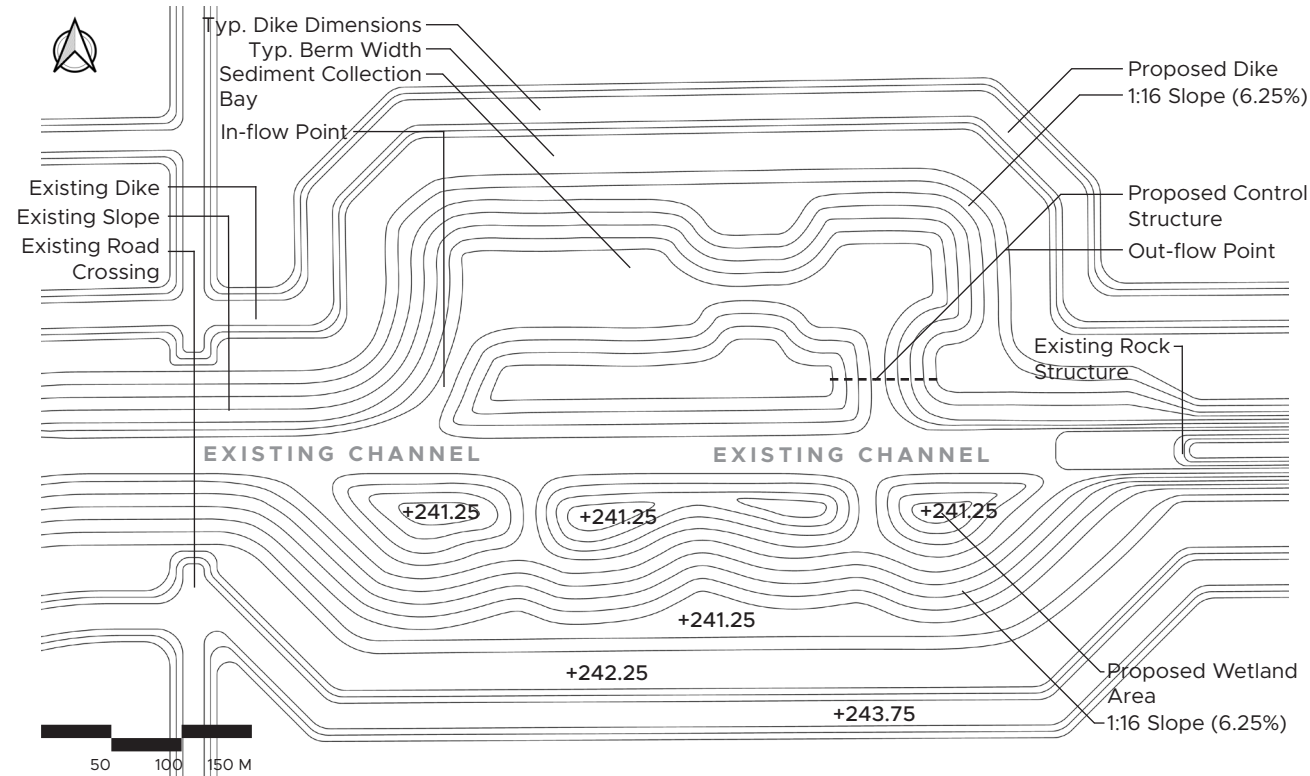 Typ. Dike Dimensions
Typ. Berm Width
Sediment Collection
Bay
In-flow Point
Existing Dike
Existing Slope
Existing Road
Crossing
Proposed Dike
1:16 Slope (6.25%)
Proposed Control
Structure
Out-flow Point
Existing Rock
Structure
EXISTING CHANNEL
EXISTING CHANNEL
+241.25
+241.25
+241.25
+241.25
+242.25
+243.75
Proposed Wetland
Area
1:16 Slope (6.25%)
50 100 150 M